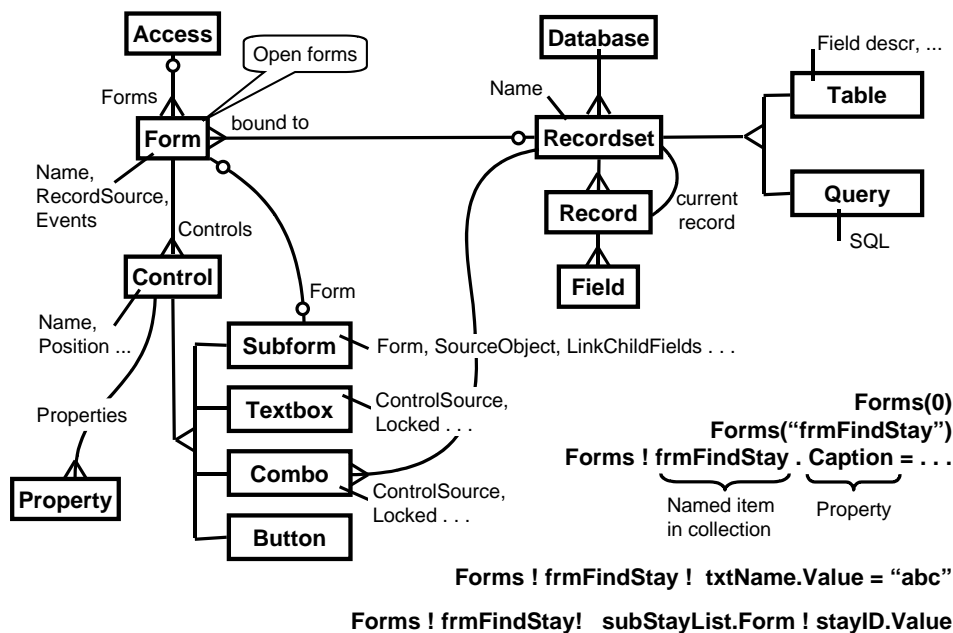 Access
Open forms
Forms
Form
bound to
Name,
RecordSource,
Events
Controls
Control
Name,
Position ...
Properties
Property
Form
Subform
Form, SourceObject, LinkChildFields . . .
Textbox
ControlSource,
Locked . . .
Combo
ControlSource,
Locked . . .
Button
Database
Name
Recordset
current
record
Record
Field
Field descr, ...
Table
Query
SQL
Forms(0)
Forms(“frmFindStay”)
Forms ! frmFindStay . Caption = . . .
Named item
in collection
Property
Forms ! frmFindStay ! txtName.Value = “abc”
Forms ! frmFindStay! subStayList.Form ! stayID.Value